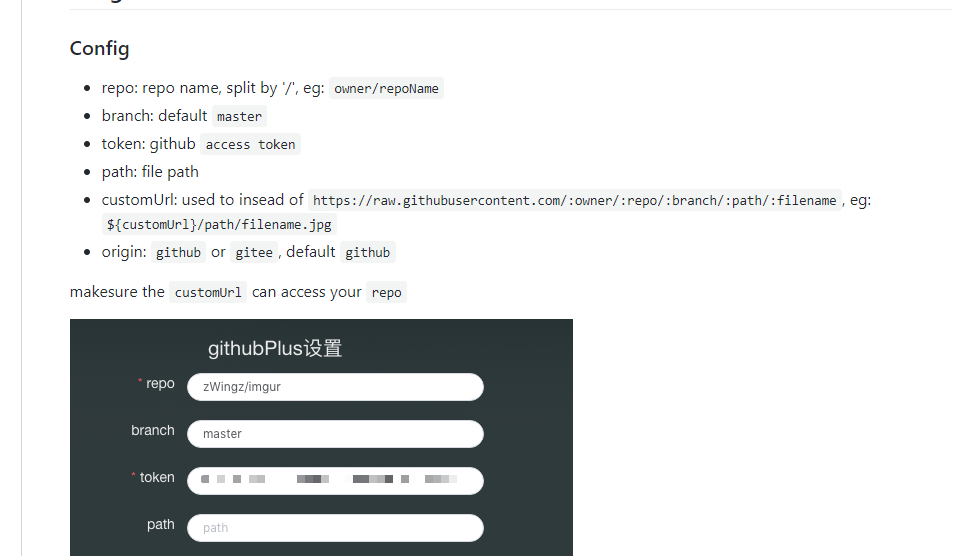 Config
repo: repo name, split by '/', eg: owner/repoName
branch: default master
token: github access token
path: file path
customUrl: used to insead of https://raw.githubusercontent.com/:owner/:repo/:branch/:path/:filename, eg:
${customUrl}/path/filename.jpg
origin: github or gitee, default github
makesure the customUrl can access your repo
githubPlus设置
* repo zWingz/imgur
branch master
* token
path path